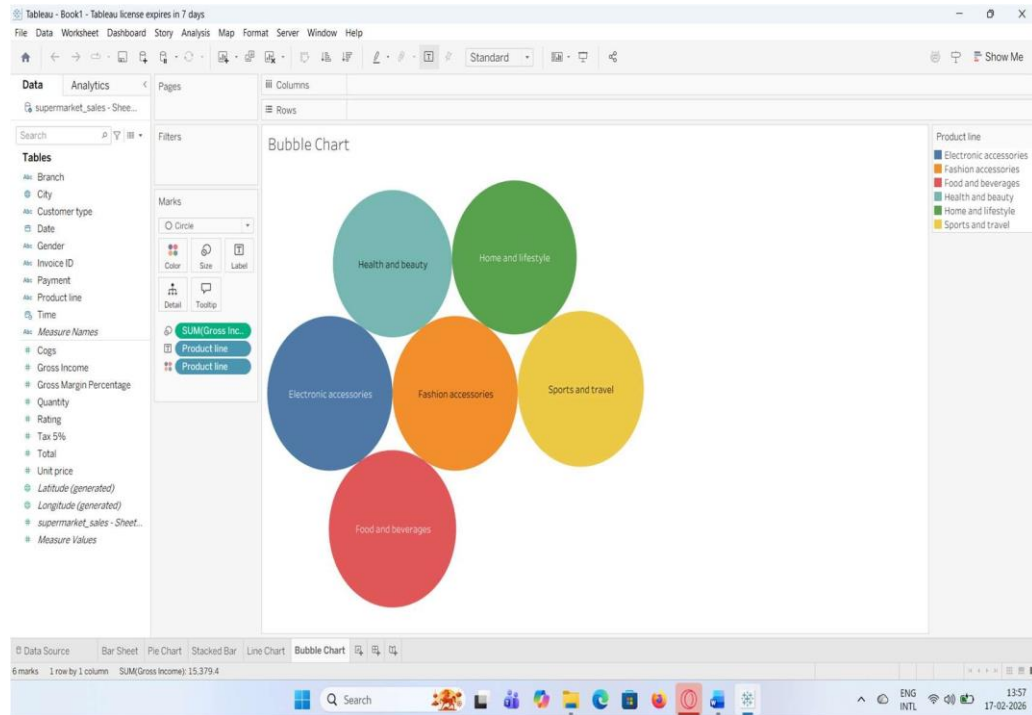 Tableau - Book1 - Tableau license expires in 7 days
File Data Worksheet Dashboard Story Analysis Map Format Server Window Help
Standard
Show Me
Data Analytics
supermarket_sales - Shee...
Search
Tables
Abc Branch
City
Abc Customer type
Date
Abc Gender
Abc Invoice ID
Abc Payment
Abc Product line
Time
Abc Measure Names
# Cogs
# Gross Income
# Gross Margin Percentage
# Quantity
# Rating
# Tax 5%
# Total
# Unit price
Latitude (generated)
Longitude (generated)
# supermarket_sales - Sheet...
# Measure Values
Pages
Filters
Marks
Circle
Color Size Label
Detail Tooltip
SUM(Gross Inc..
Product line
Product line
Columns
Rows
Bubble Chart
Health and beauty
Home and lifestyle
Electronic accessories
Fashion accessories
Sports and travel
Food and beverages
Product line
Electronic accessories
Fashion accessories
Food and beverages
Health and beauty
Home and lifestyle
Sports and travel
Data Source Bar Sheet Pie Chart Stacked Bar Line Chart Bubble Chart
6 marks 1 row by 1 column SUM(Gross Income): 15,379.4
Search
ENG
INTL
13:57
17-02-2026